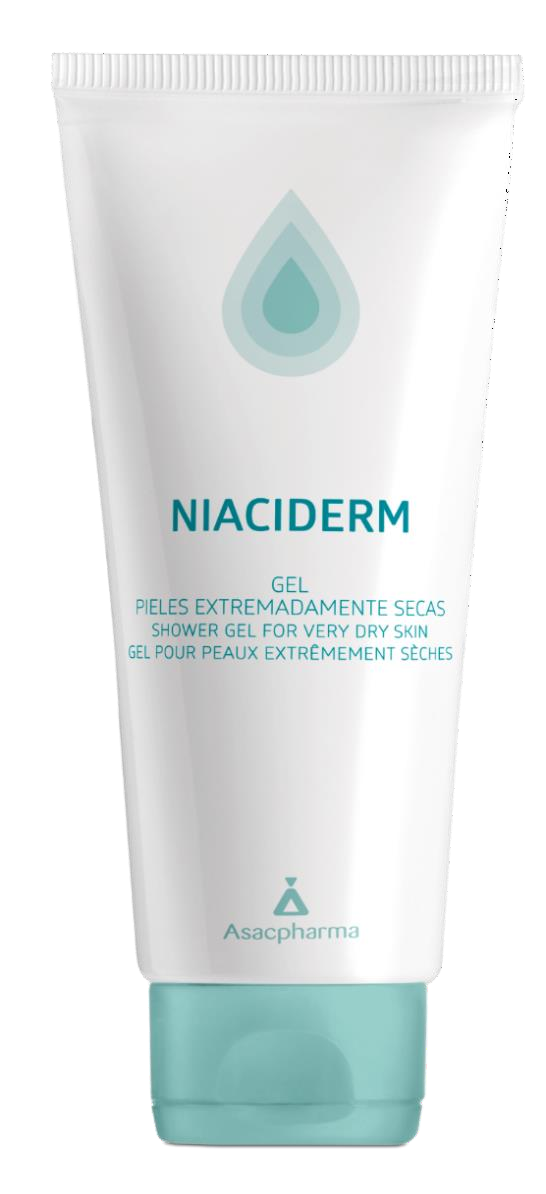 NIACIDERM
GEL
PIELES EXTREMADAMENTE SECAS
SHOWER GEL FOR VERY DRY SKIN
GEL POUR PEAUX EXTRÊMEMENT SÈCHES
Asacpharma